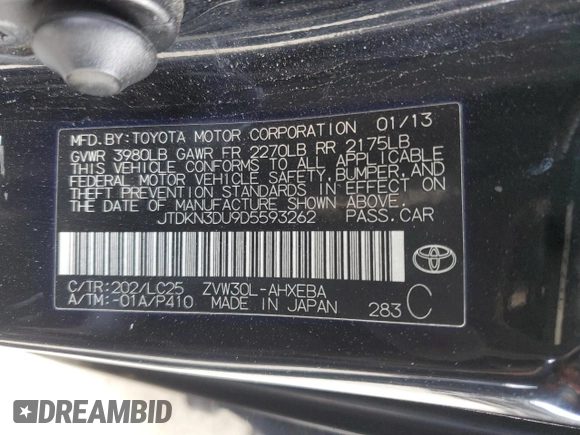 MFD.BY:TOYOTA MOTOR CORPORATION 01/13
GVWR 3980LB GAWR FR 2270LB RR 2175LB
THIS VEHICLE CONFORMS TO ALL APPLICABLE
FEDERAL MOTOR VEHICLE SAFETY, BUMPER, AND
THEFT PREVENTION STANDARDS IN EFFECT ON
THE DATE OF MANUFACTURE SHOWN ABOVE.
JTDKN3DU9D5593262 PASS.CAR
C/TR:202/LC25 ZVW30L-AHXEBA
A/TM:-01A/P410 MADE IN JAPAN 283 C
DREAMBID